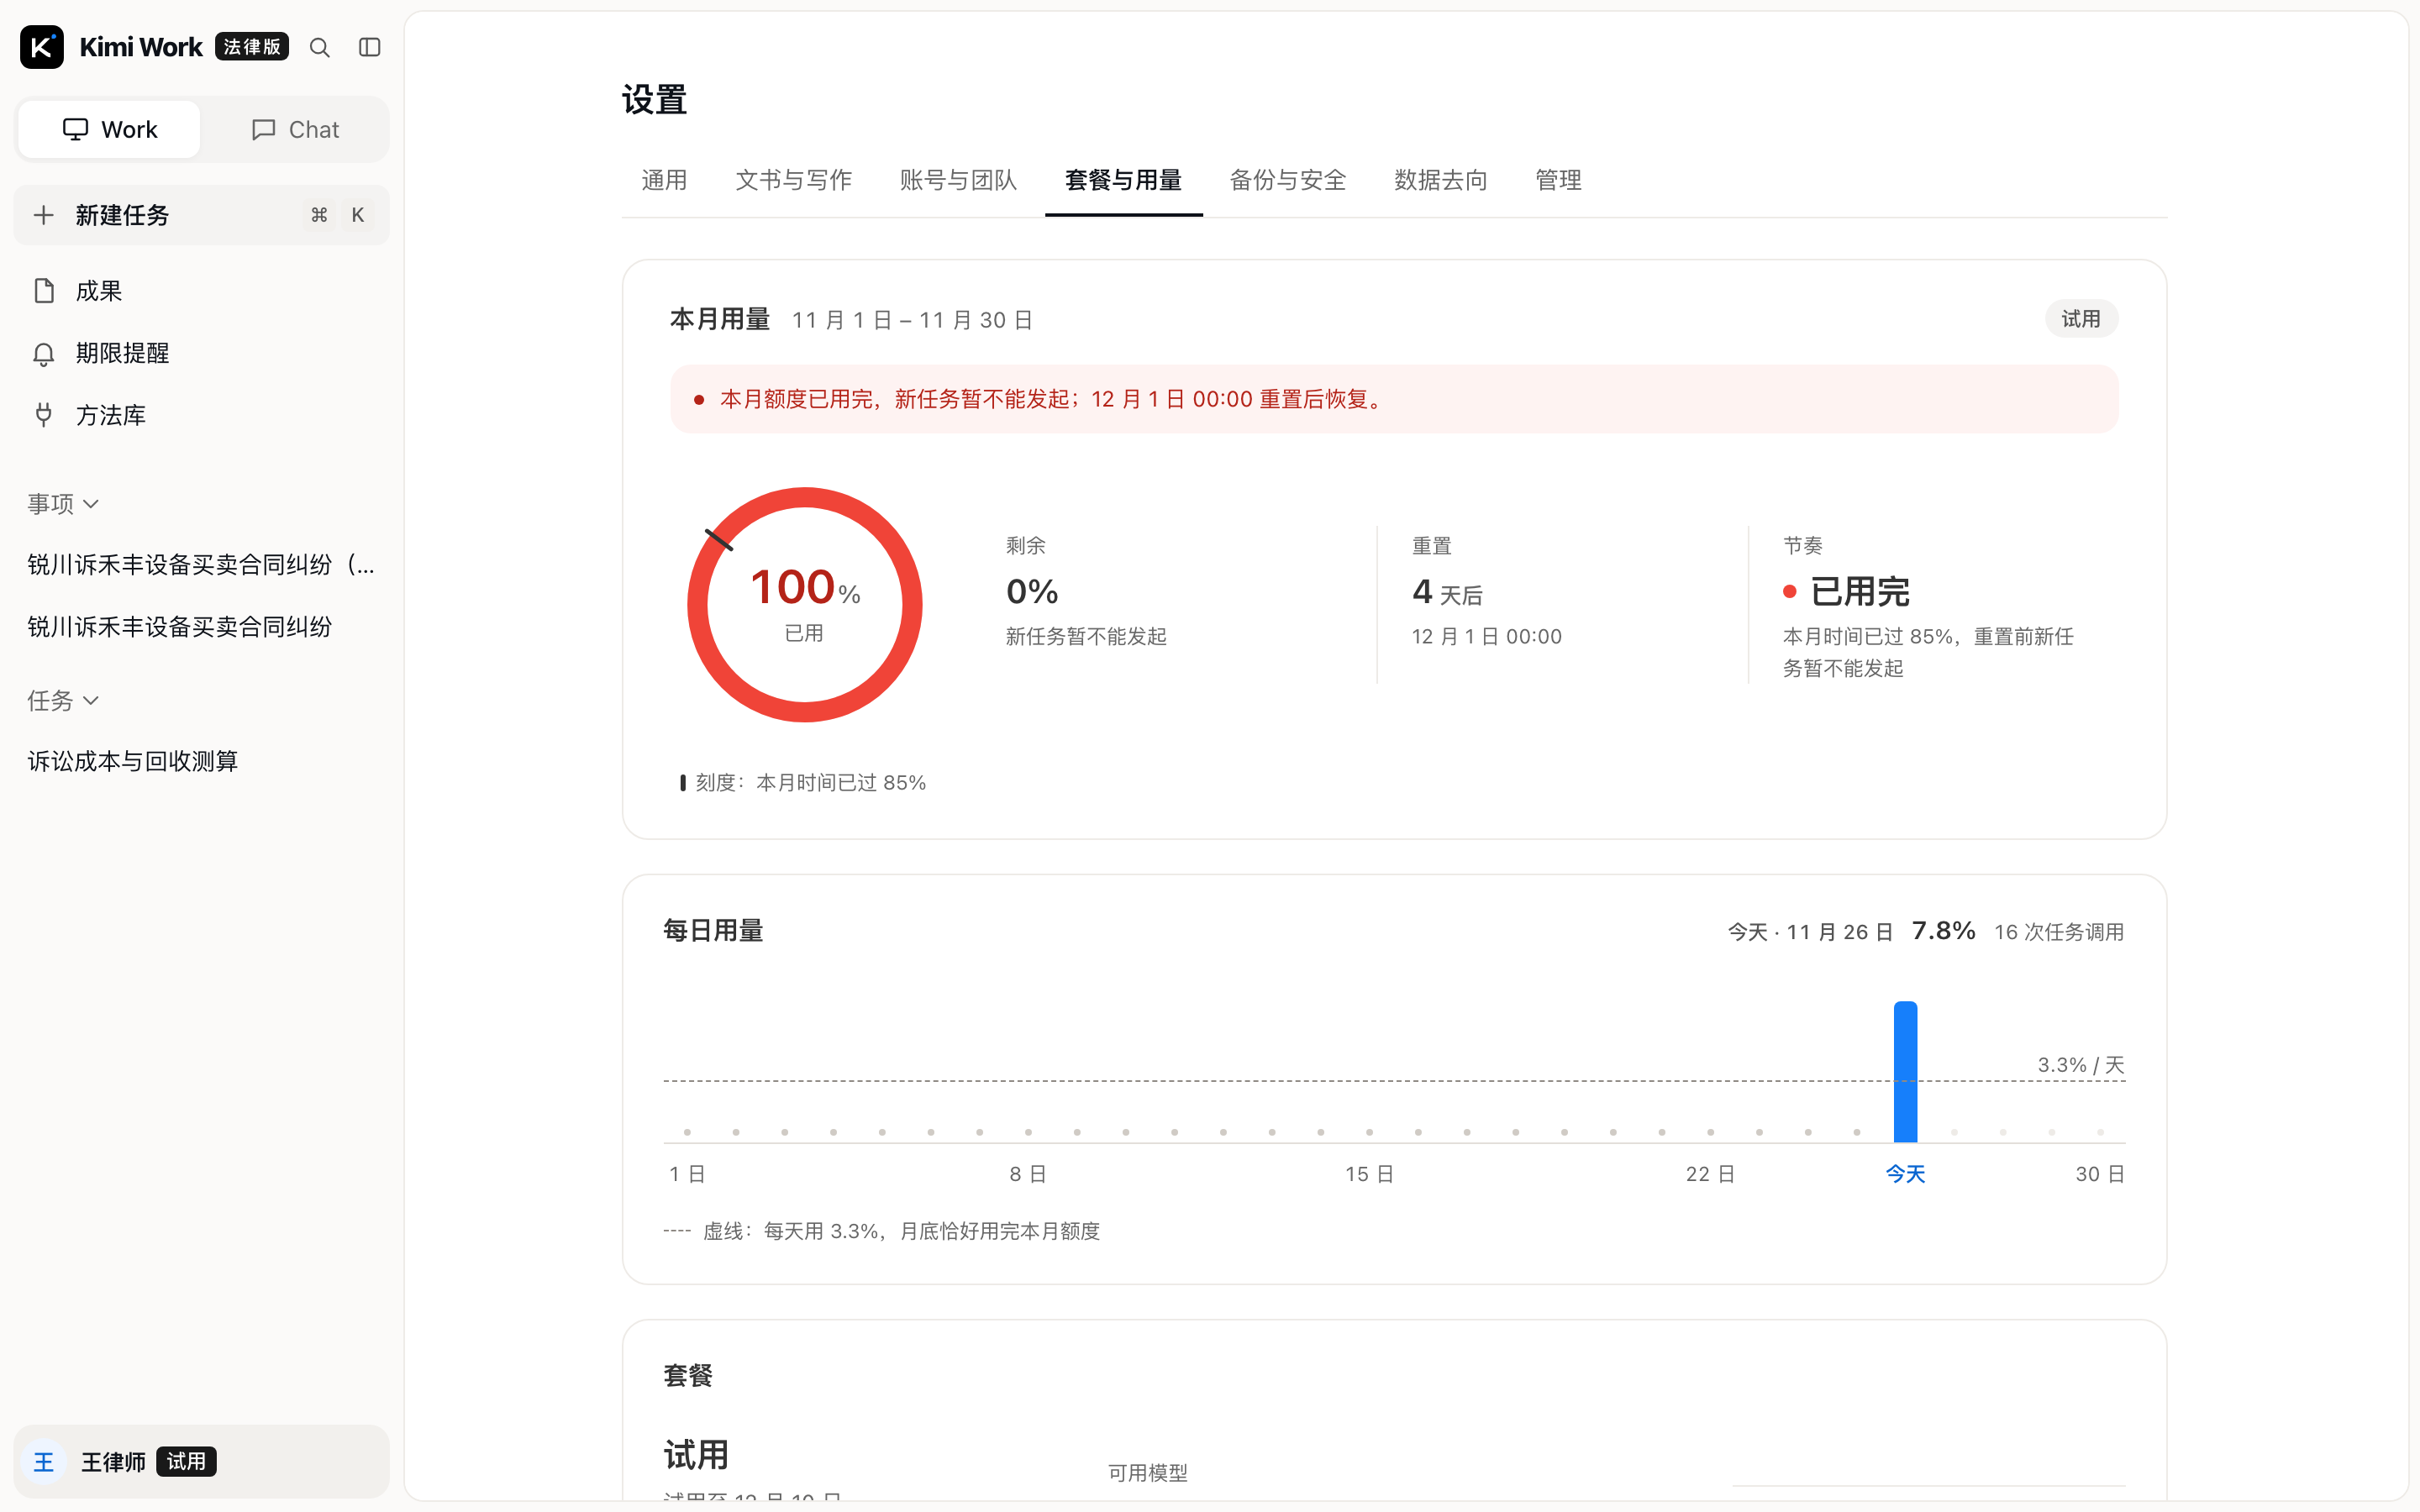 Kimi Work 法律版
Work
Chat
新建任务 ⌘ K
成果
期限提醒
方法库
事项
锐川诉禾丰设备买卖合同纠纷（...
锐川诉禾丰设备买卖合同纠纷
任务
诉讼成本与回收测算
王 王律师 试用
设置
通用 文书与写作 账号与团队 套餐与用量 备份与安全 数据去向 管理
本月用量 11 月 1 日 – 11 月 30 日 试用
本月额度已用完，新任务暂不能发起；12 月 1 日 00:00 重置后恢复。
100%
已用
剩余
0%
新任务暂不能发起
重置
4 天后
12 月 1 日 00:00
节奏
已用完
本月时间已过 85%，重置前新任
务暂不能发起
刻度：本月时间已过 85%
每日用量 今天 · 11 月 26 日 7.8% 16 次任务调用
3.3% / 天
1 日 8 日 15 日 22 日 今天 30 日
虚线：每天用 3.3%，月底恰好用完本月额度
套餐
试用
可用模型
试用至 12 月 10 日